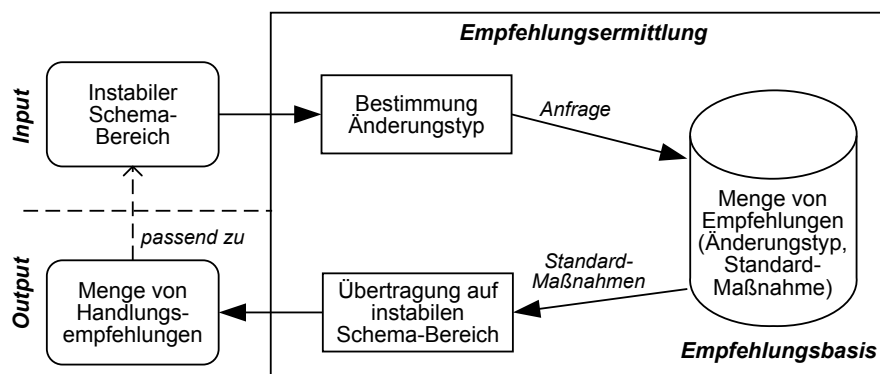 Empfehlungsermittlung
Input
Instabiler
Schema-
Bereich
Bestimmung
Änderungstyp
Anfrage
Menge von
Empfehlungen
(Änderungstyp,
Standard-
Maßnahme)
Empfehlungsbasis
passend zu
Output
Menge von
Handlungs-
empfehlungen
Übertragung auf
instabilen
Schema-Bereich
Standard-
Maßnahmen